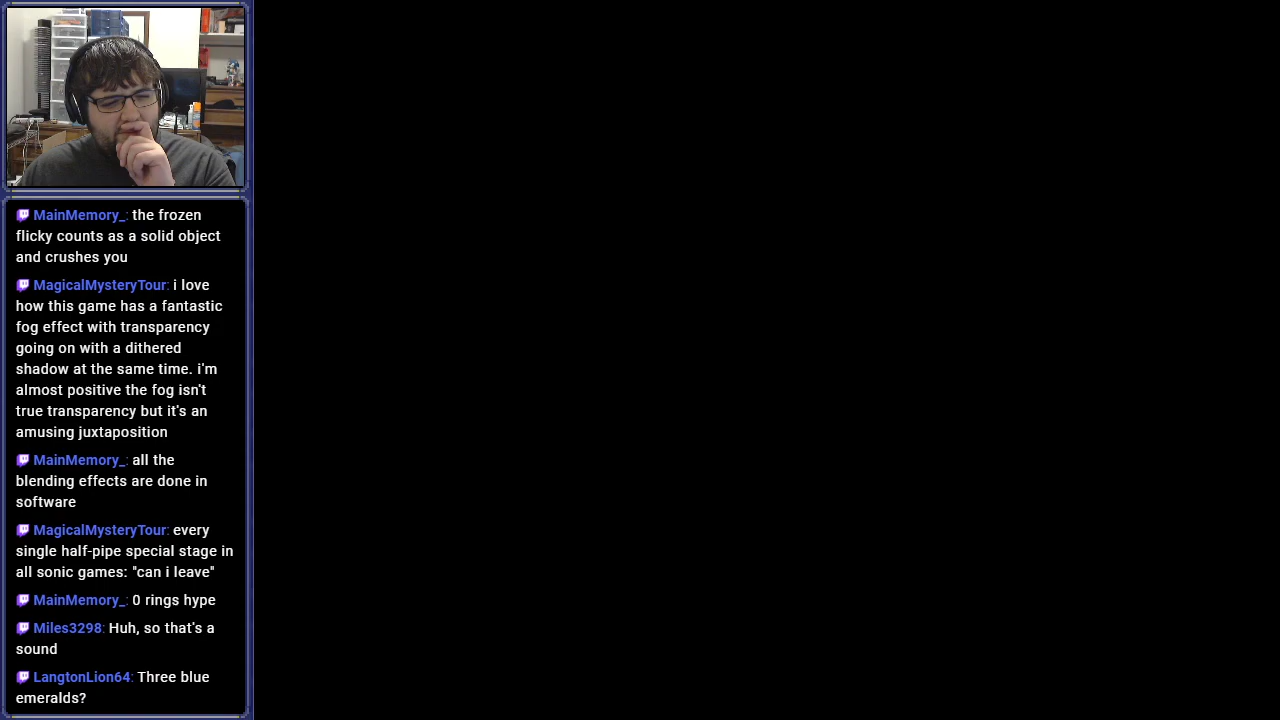 MainMemory_: the frozen
flicky counts as a solid object
and crushes you
MagicalMysteryTour: i love
how this game has a fantastic
fog effect with transparency
going on with a dithered
shadow at the same time. i'm
almost positive the fog isn't
true transparency but it's an
amusing juxtaposition
MainMemory_: all the
blending effects are done in
software
MagicalMysteryTour: every
single half-pipe special stage in
all sonic games: "can i leave"
MainMemory_: 0 rings hype
Miles3298: Huh, so that's a
sound
LangtonLion64: Three blue
emeralds?